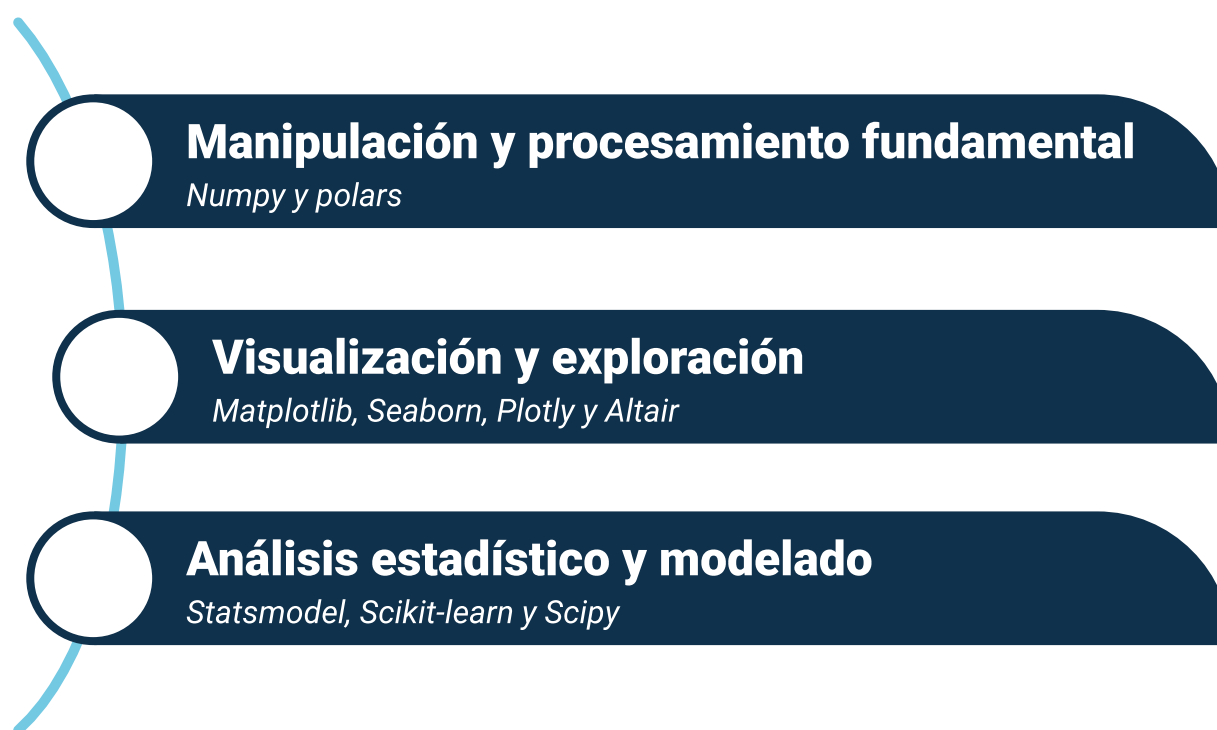 Manipulación y procesamiento fundamental
Numpy y polars
Visualización y exploración
Matplotlib, Seaborn, Plotly y Altair
Análisis estadístico y modelado
Statsmodel, Scikit-learn y Scipy